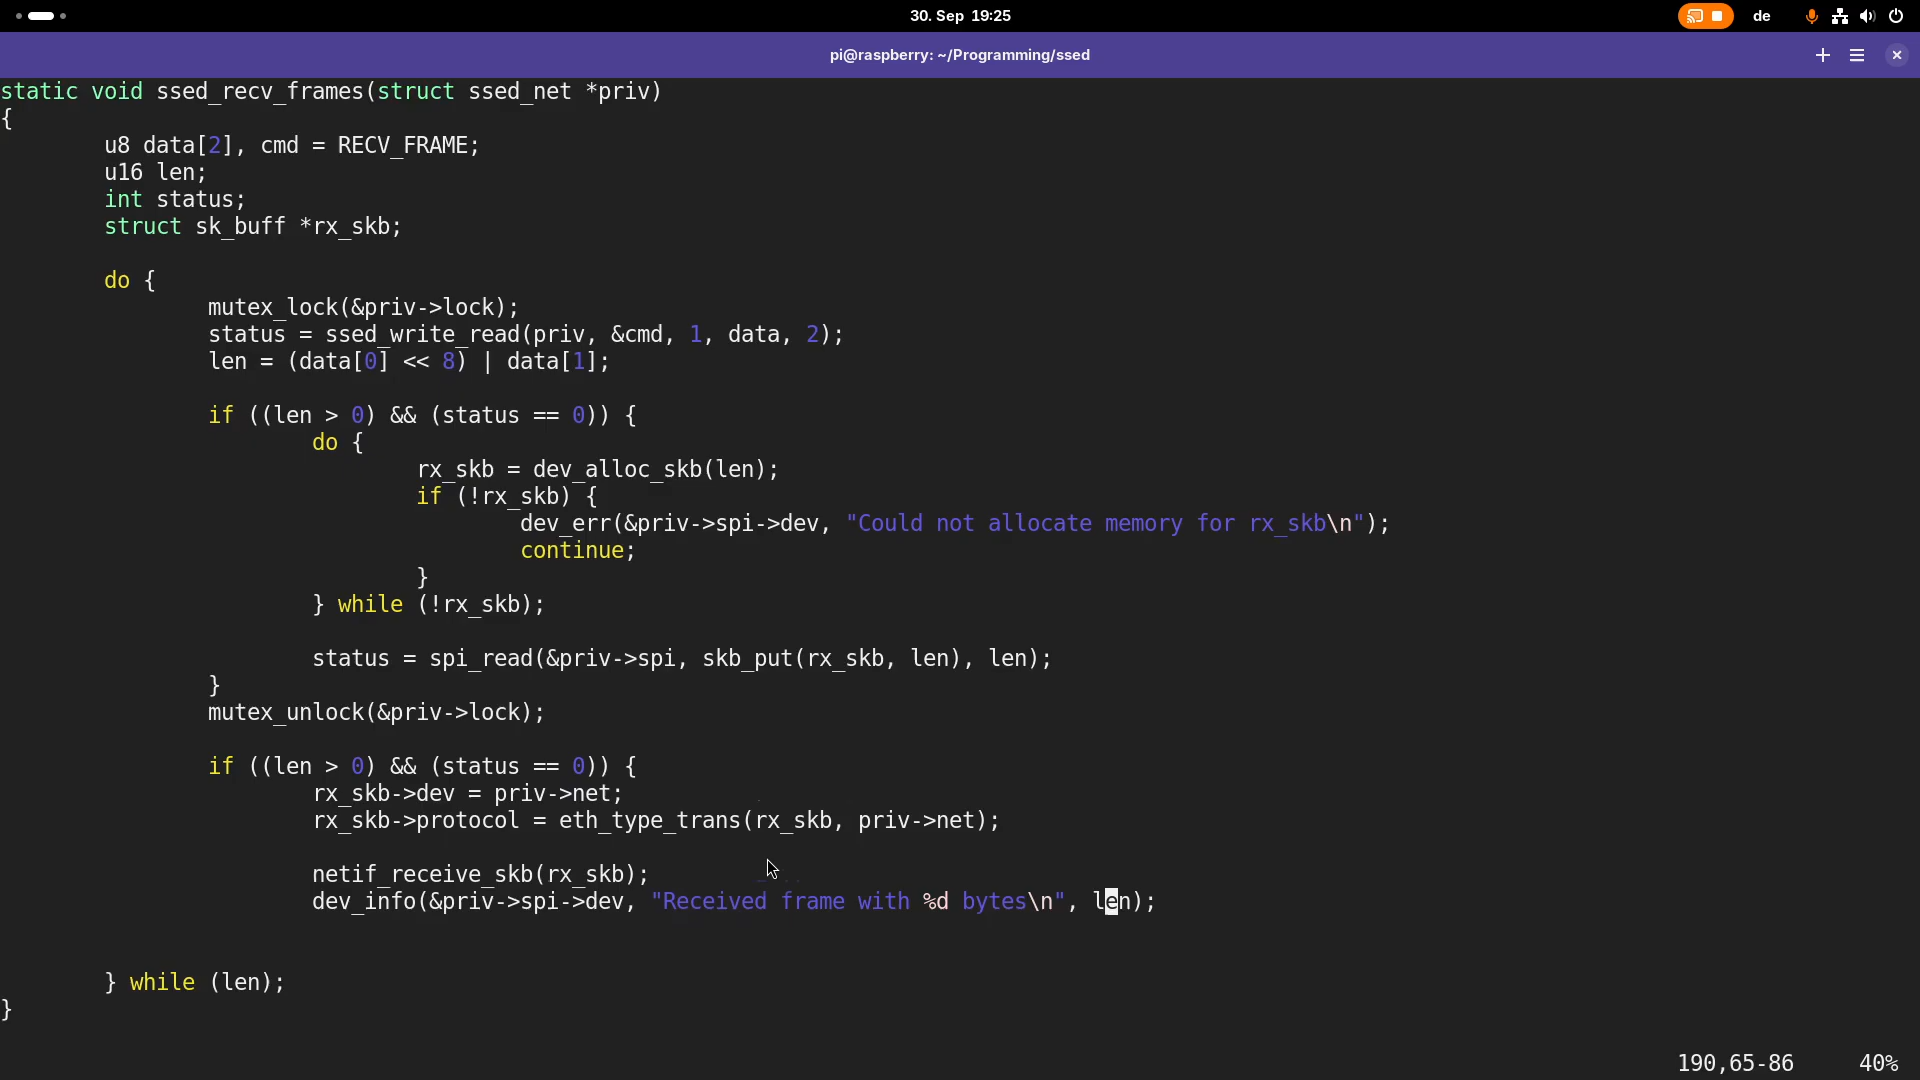 30. Sep 19:25
de
pi@raspberry: ~/Programming/ssed
static void ssed_recv_frames(struct ssed_net *priv)
{
        u8 data[2], cmd = RECV_FRAME;
        u16 len;
        int status;
        struct sk_buff *rx_skb;

        do {
                mutex_lock(&priv->lock);
                status = ssed_write_read(priv, &cmd, 1, data, 2);
                len = (data[0] << 8) | data[1];

                if ((len > 0) && (status == 0)) {
                        do {
                                rx_skb = dev_alloc_skb(len);
                                if (!rx_skb) {
                                        dev_err(&priv->spi->dev, "Could not allocate memory for rx_skb\n");
                                        continue;
                                }
                        } while (!rx_skb);

                        status = spi_read(&priv->spi, skb_put(rx_skb, len), len);
                }
                mutex_unlock(&priv->lock);

                if ((len > 0) && (status == 0)) {
                        rx_skb->dev = priv->net;
                        rx_skb->protocol = eth_type_trans(rx_skb, priv->net);

                        netif_receive_skb(rx_skb);
                        dev_info(&priv->spi->dev, "Received frame with %d bytes\n", len);


        } while (len);
}
190,65-86 40%